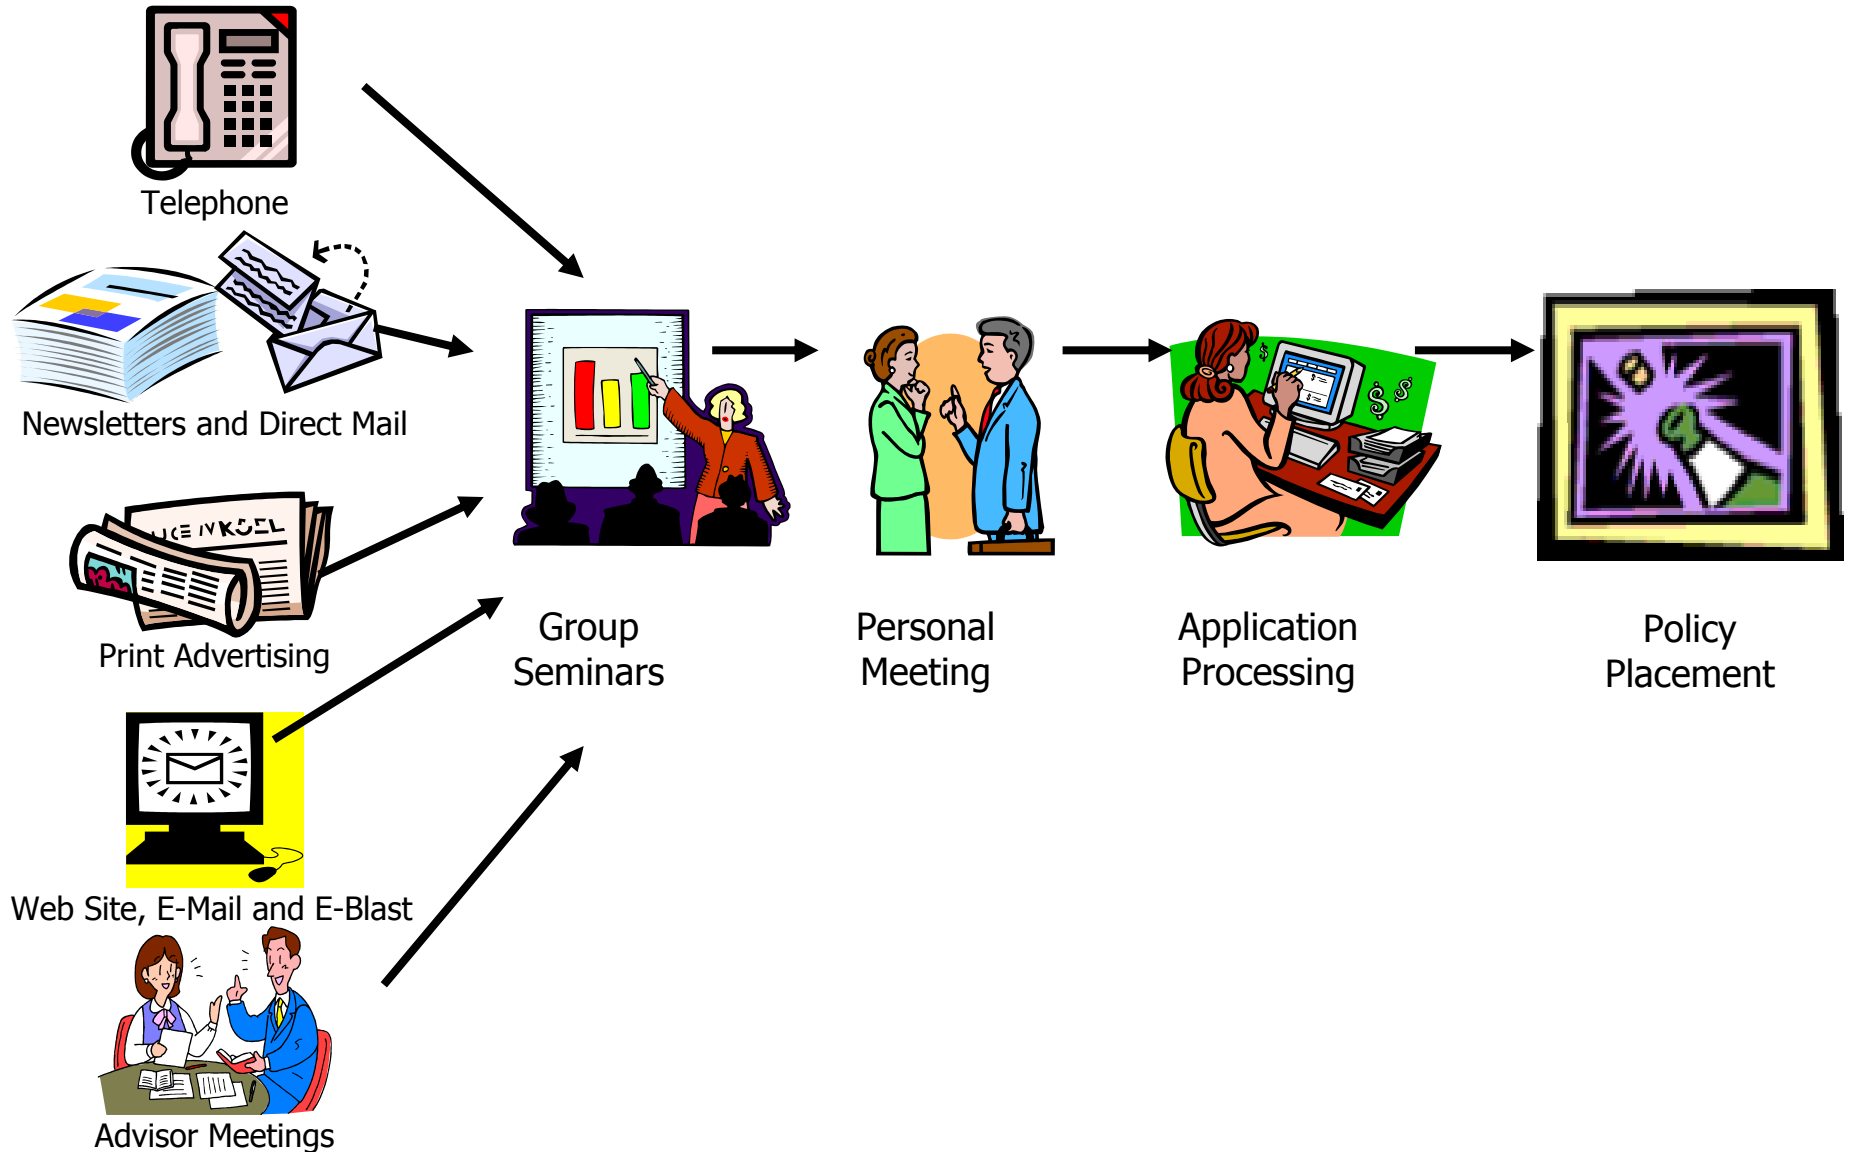 Telephone
Newsletters and Direct Mail
Print Advertising
Web Site, E-Mail and E-Blast
Advisor Meetings
Group
Seminars
Personal
Meeting
Application
Processing
Policy
Placement
$
$
$
$
$